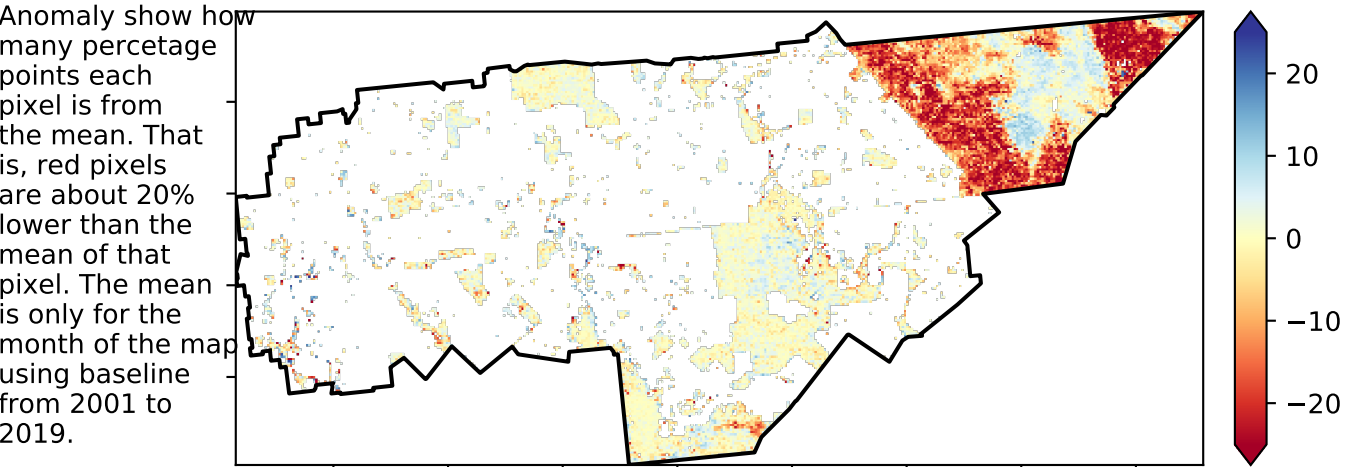 Anomaly show how
many percetage
points each
pixel is from
the mean. That
is, red pixels
are about 20%
lower than the
mean of that
pixel. The mean
is only for the
month of the map
using baseline
from 2001 to
2019.
20
10
0
−10
−20